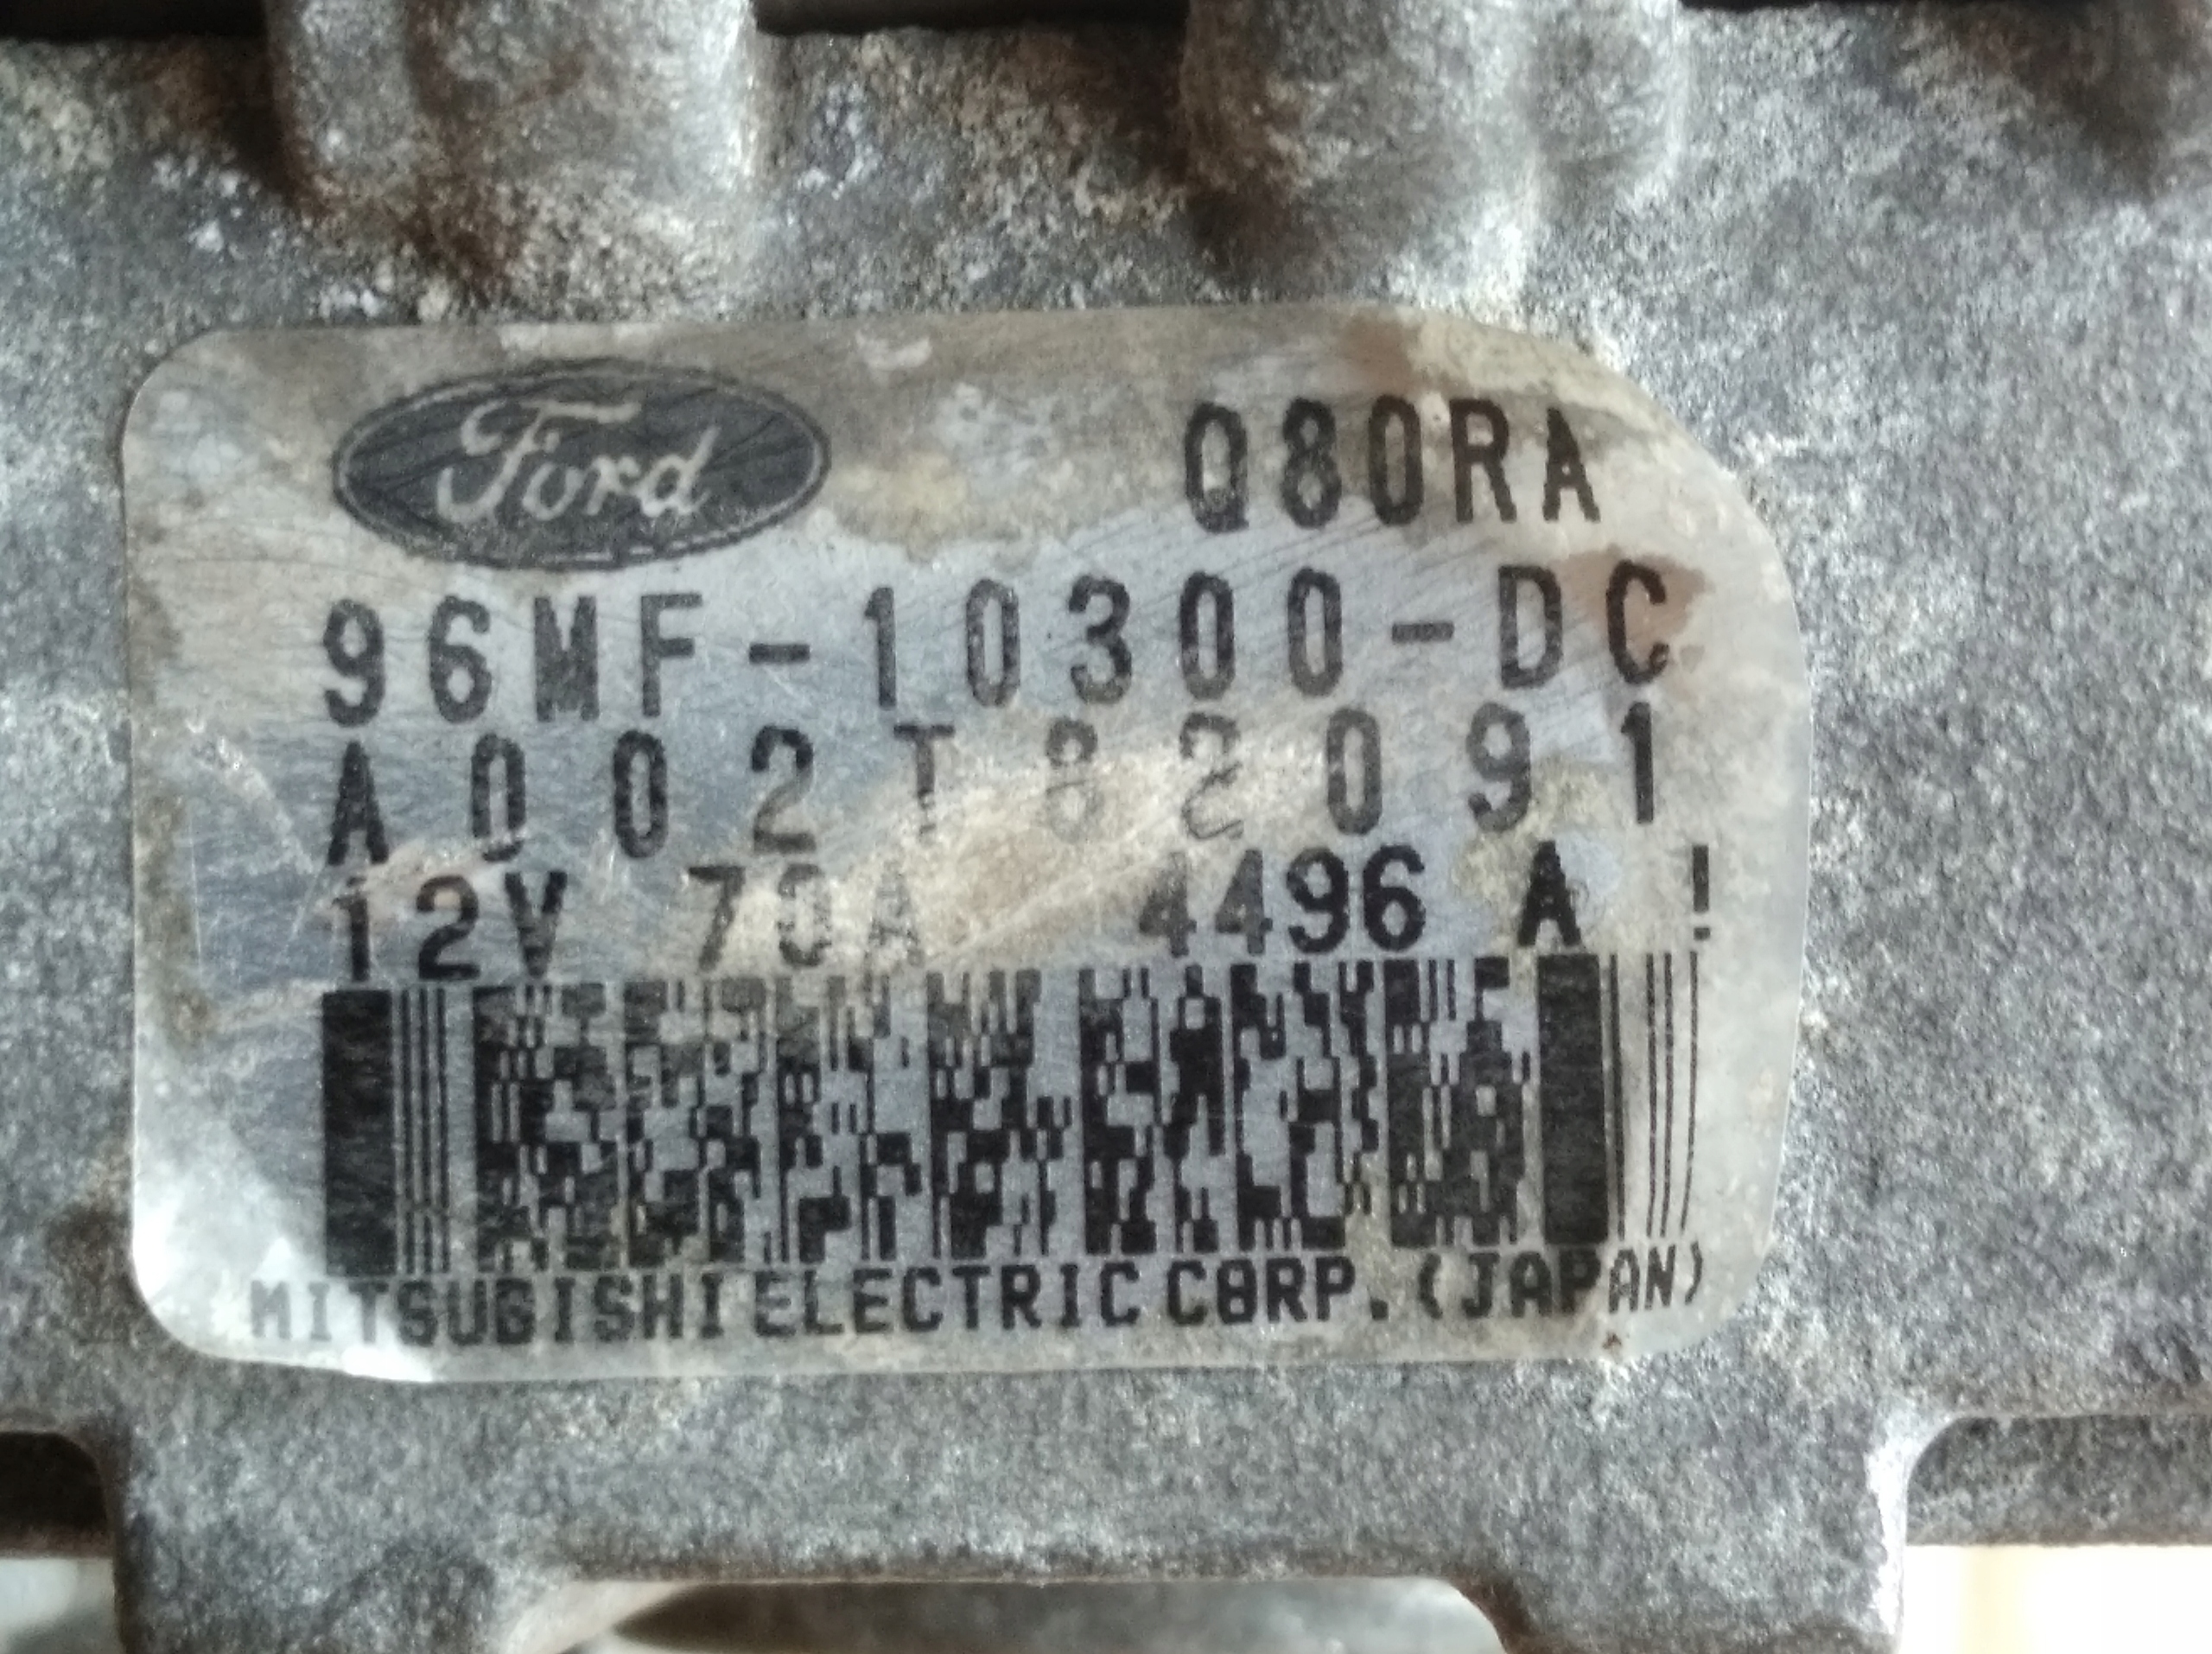 Ford Q80RA
96MF-10300-DC
A002T82091
12V 70A 4496 A !
MITSUBISHI ELECTRIC CORP. (JAPAN)